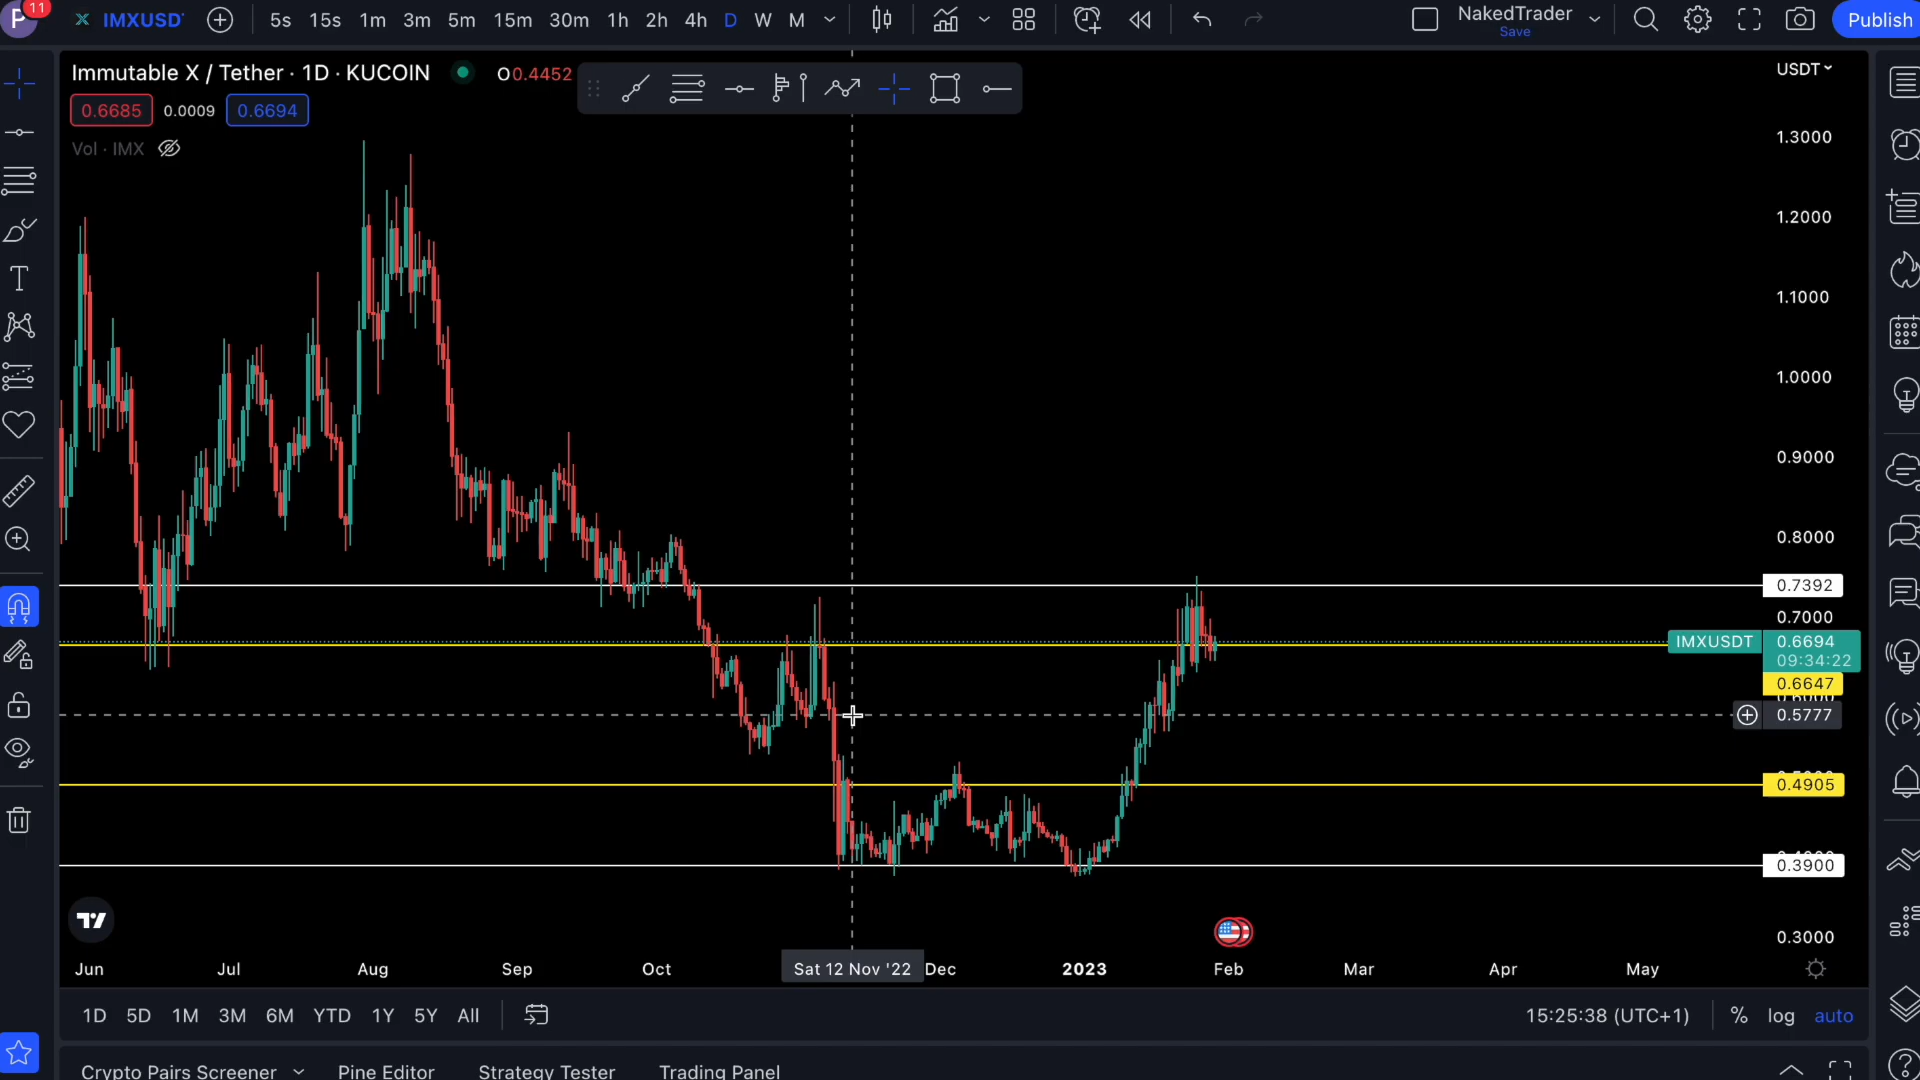 P 11 IMXUSD 5s 15s 1m 3m 5m 15m 30m 1h 2h 4h D W M NakedTrader Publish
Save
Immutable X / Tether · 1D · KUCOIN O0.4452 USDT
0.6685 0.0009 0.6694
Vol · IMX
1.3000
1.2000
1.1000
1.0000
0.9000
0.8000
0.7392
0.7000
IMXUSDT 0.6694
09:34:22
0.6647
0.5777
0.4905
0.3900
0.3000
Jun Jul Aug Sep Oct Sat 12 Nov '22 Dec 2023 Feb Mar Apr May
1D 5D 1M 3M 6M YTD 1Y 5Y All 15:25:38 (UTC+1) % log auto
Crypto Pairs Screener Pine Editor Strategy Tester Trading Panel